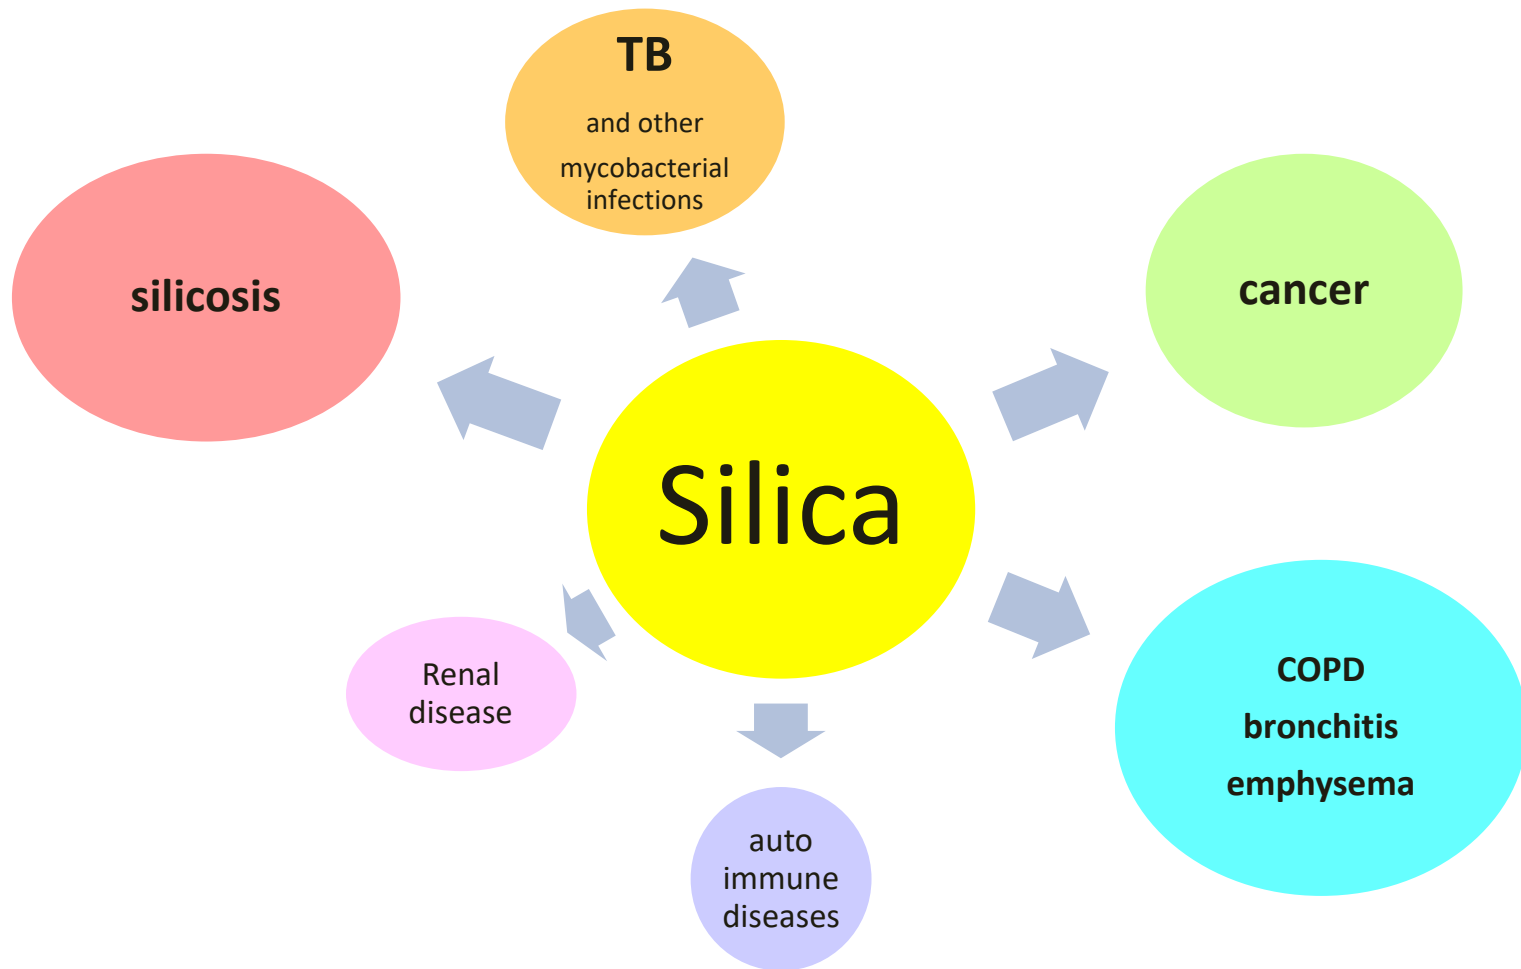 TB
and other
mycobacterial
infections
silicosis
cancer
Silica
Renal
disease
COPD
bronchitis
emphysema
auto
immune
diseases